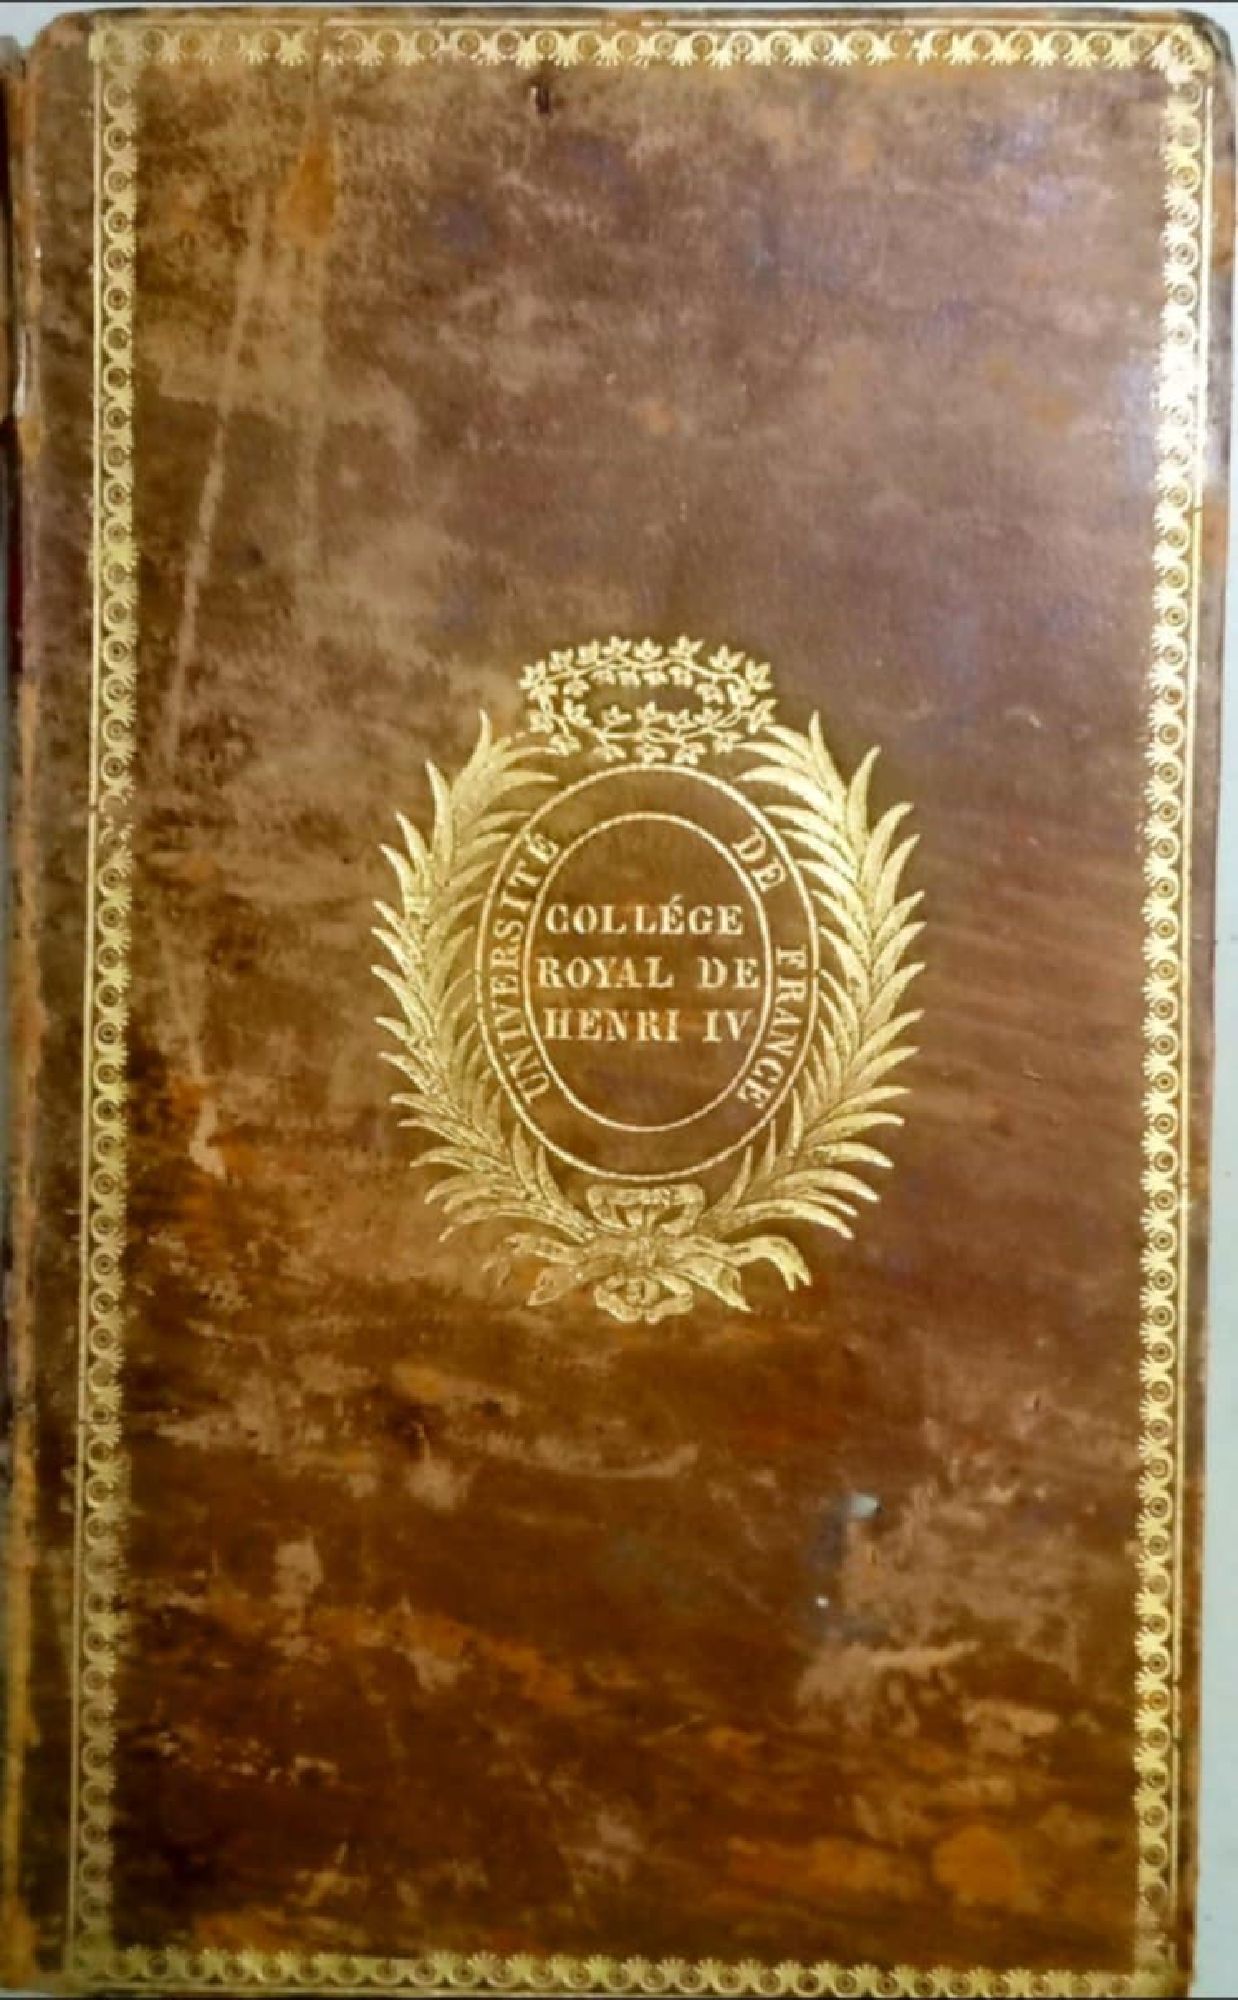 UNIVERSITÉ DE FRANCE
COLLÉGE
ROYAL DE
HENRI IV